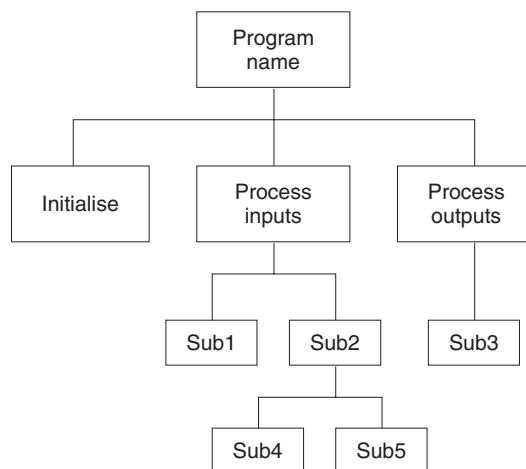 Program
name
Initialise
Process
inputs
Process
outputs
Sub1
Sub2
Sub3
Sub4
Sub5